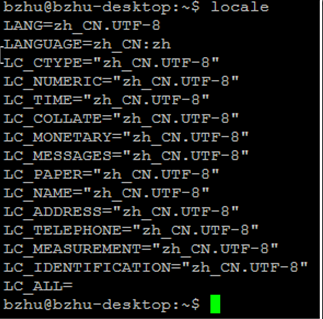 bzhu@bzhu-desktop:~$ locale
LANG=zh_CN.UTF-8
LANGUAGE=zh_CN:zh
LC_CTYPE="zh_CN.UTF-8"
LC_NUMERIC="zh_CN.UTF-8"
LC_TIME="zh_CN.UTF-8"
LC_COLLATE="zh_CN.UTF-8"
LC_MONETARY="zh_CN.UTF-8"
LC_MESSAGES="zh_CN.UTF-8"
LC_PAPER="zh_CN.UTF-8"
LC_NAME="zh_CN.UTF-8"
LC_ADDRESS="zh_CN.UTF-8"
LC_TELEPHONE="zh_CN.UTF-8"
LC_MEASUREMENT="zh_CN.UTF-8"
LC_IDENTIFICATION="zh_CN.UTF-8"
LC_ALL=
bzhu@bzhu-desktop:~$